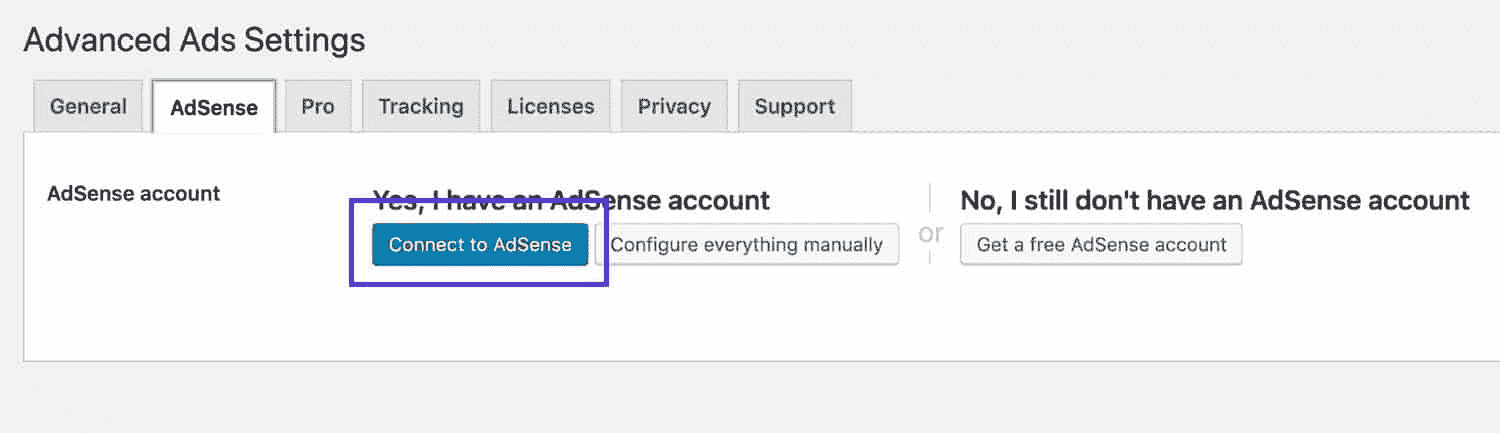 Advanced Ads Settings
General AdSense Pro Tracking Licenses Privacy Support
AdSense account
Yes, I have an AdSense account
Connect to AdSense Configure everything manually
or
No, I still don't have an AdSense account
Get a free AdSense account